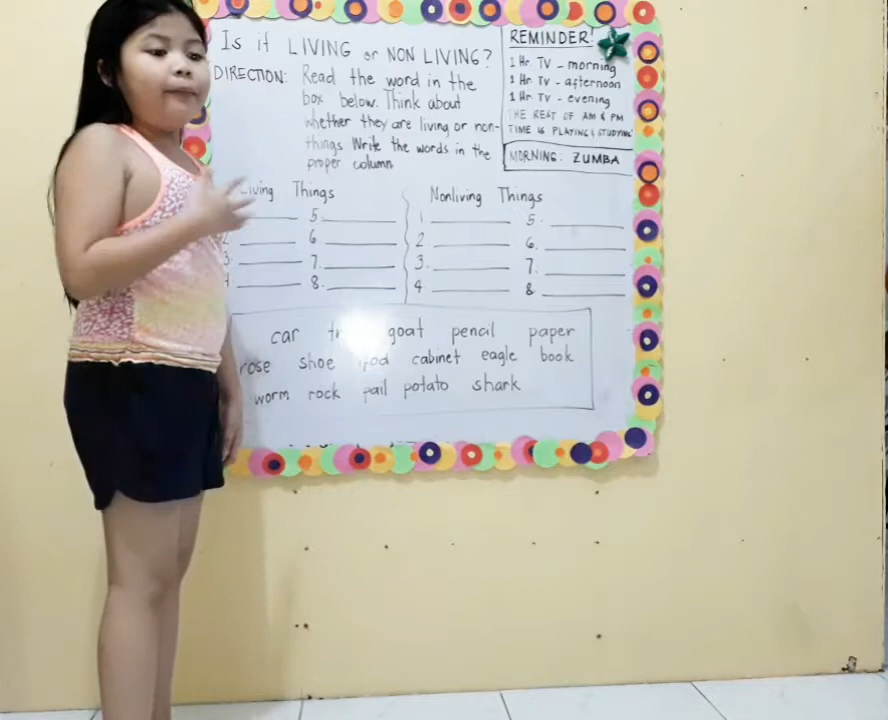 Is it LIVING or NON LIVING?
DIRECTION: Read the word in the
box below. Think about
whether they are living or non-
things Write the words in the
proper column
REMINDER!
1 Hr. TV - morning
1 Hr TV - afternoon
1 Hr Tv - evening
THE REST OF AM & PM
TIME IS PLAYING & STUDYING
MORNING: ZUMBA
Living Things
5.
2 6
3. 7.
4 8.
Nonliving Things
1 5.
2 6.
3. 7.
4 8.
car goat pencil paper
rose shoe cabinet eagle book
worm rock pail potato shark